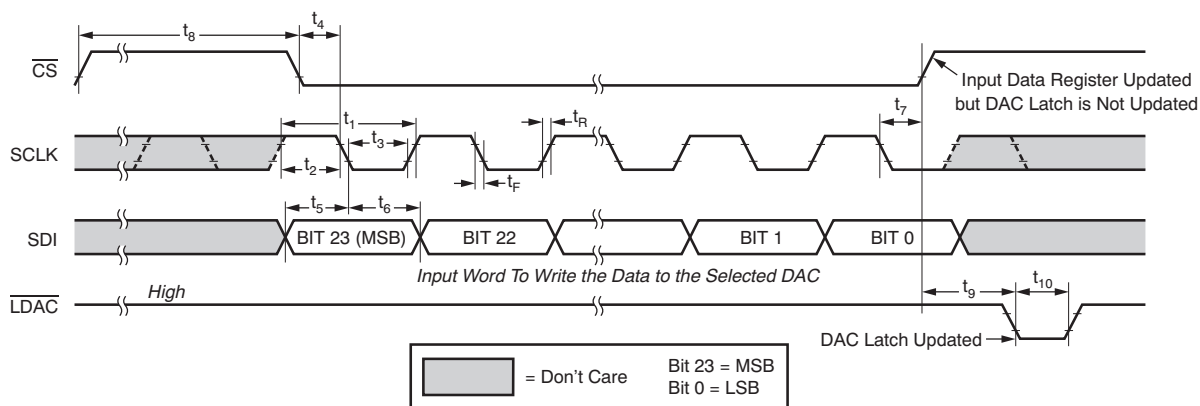 t8
t4
CS
Input Data Register Updated
but DAC Latch is Not Updated
t7
t1
t3
tR
SCLK
t2
tF
t5
t6
SDI
BIT 23 (MSB)
BIT 22
BIT 1
BIT 0
Input Word To Write the Data to the Selected DAC
High
LDAC
t9
t10
DAC Latch Updated
= Don't Care
Bit 23 = MSB
Bit 0 = LSB